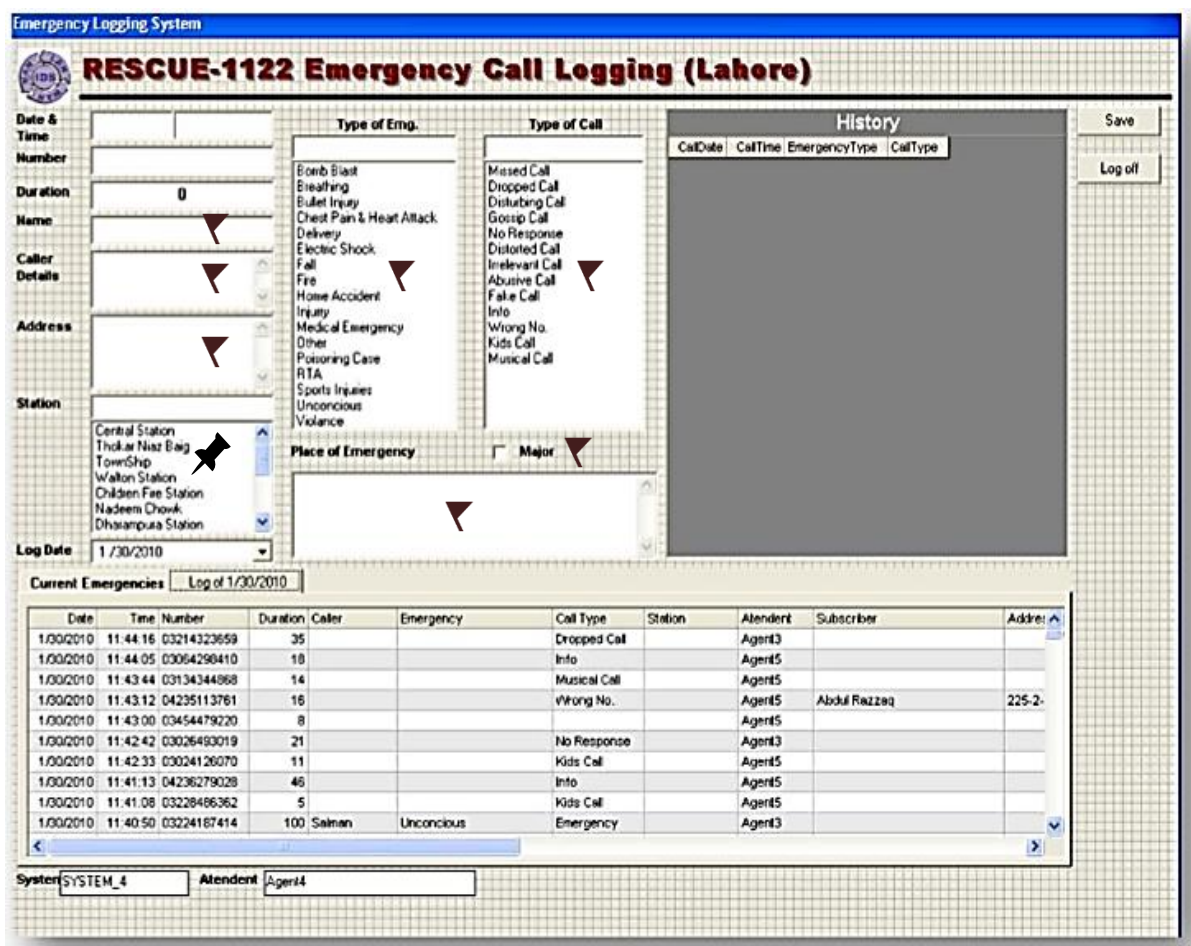 Emergency Logging System
IDS
RESCUE-1122 Emergency Call Logging (Lahore)
Date & Time
Number
Duration 0
Name
Caller Details
Address
Station
Central Station
Thokar Niaz Baig
TownShip
Walton Station
Children Fire Station
Nadeem Chowk
Dharampura Station
Log Date 1 /30/2010
Type of Emg.
Bomb Blast
Breathing
Bullet Injury
Chest Pain & Heart Attack
Delivery
Electric Shock
Fall
Fire
Home Accident
Injury
Medical Emergency
Other
Poisoning Case
RTA
Sports Injuries
Unconcious
Violance
Type of Call
Missed Call
Dropped Call
Disturbing Call
Gossip Call
No Response
Distorted Call
Irrelevant Call
Abusive Call
Fake Call
Info
Wrong No.
Kids Call
Musical Call
Place of Emergency Major
History
CallDate CallTime EmergencyType CallType
Save
Log off
Current Emergencies Log of 1/30/2010
Date Time Number Duration Caller Emergency Call Type Station Atendent Subscriber Addres
1/30/2010 11:44:16 03214323659 35 Dropped Call Agent3
1/30/2010 11:44:05 03064298410 18 Info Agent5
1/30/2010 11:43:44 03134344868 14 Musical Call Agent5
1/30/2010 11:43:12 04235113761 16 Wrong No. Agent5 Abdul Razzaq 225-2-
1/30/2010 11:43:00 03454479220 8 Agent5
1/30/2010 11:42:42 03026493019 21 No Response Agent3
1/30/2010 11:42:33 03024126070 11 Kids Call Agent5
1/30/2010 11:41:13 04236279028 46 Info Agent5
1/30/2010 11:41:08 03228486362 5 Kids Call Agent5
1/30/2010 11:40:50 03224187414 100 Salman Unconcious Emergency Agent3
System SYSTEM_4 Atendent Agent4